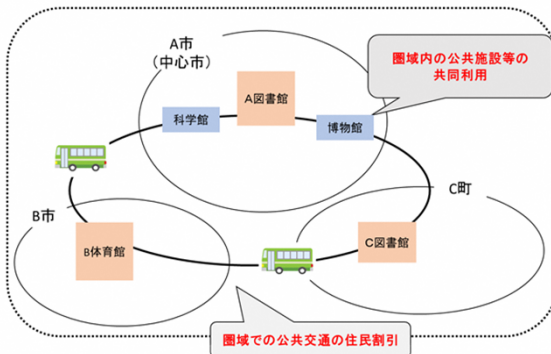 A市
(中心市)
圏域内の公共施設等の
共同利用
A図書館
科学館
博物館
C町
B市
B体育館
C図書館
圏域での公共交通の住民割引